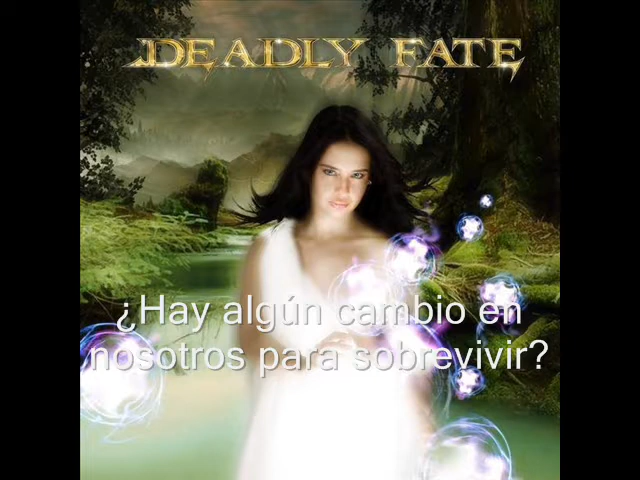 DEADLY FATE
¿Hay algún cambio en
nosotros para sobrevivir?